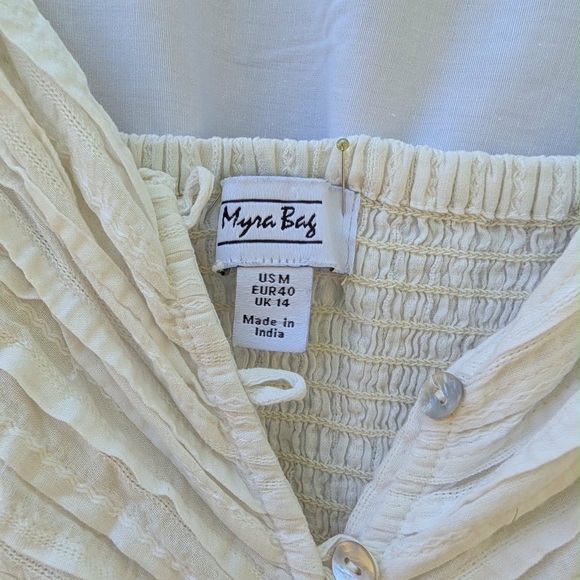 Myra Bag
US M
EUR40
UK 14
Made in
India